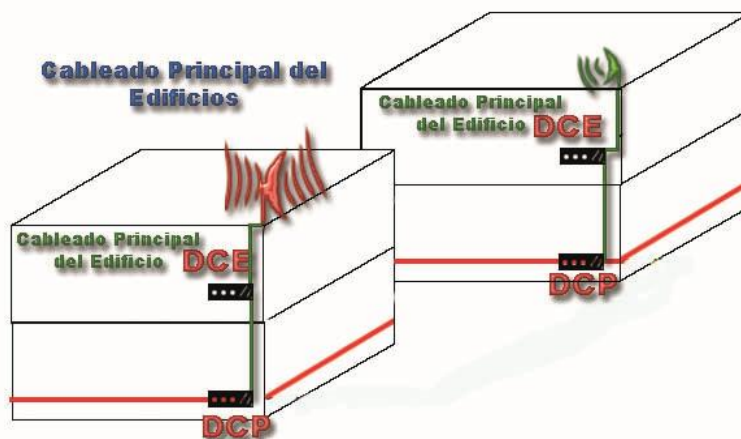 Cableado Principal del
Edificios
Cableado Principal
del Edificio DCE
DCP
Cableado Principal
del Edificio DCE
DCP